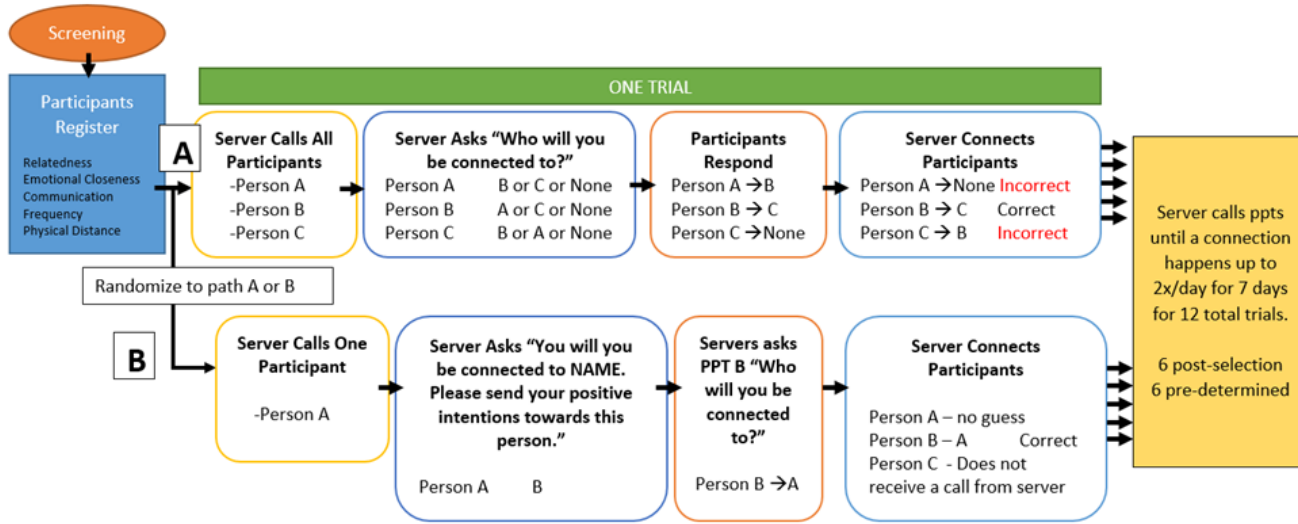 Screening
Participants
Register
Relatedness
Emotional Closeness
Communication
Frequency
Physical Distance
ONE TRIAL
A
Server Calls All
Participants
-Person A
-Person B
-Person C
Server Asks “Who will you
be connected to?”
Person A B or C or None
Person B A or C or None
Person C B or A or None
Participants
Respond
Person A → B
Person B → C
Person C → None
Server Connects
Participants
Person A → None Incorrect
Person B → C Correct
Person C → B Incorrect
Randomize to path A or B
B
Server Calls One
Participant
-Person A
Server Asks “You will you
be connected to NAME.
Please send your positive
intentions towards this
person.”
Person A B
Servers asks
PPT B “Who
will you be
connected
to?”
Person B → A
Server Connects
Participants
Person A – no guess
Person B – A Correct
Person C - Does not
receive a call from server
Server calls ppts
until a connection
happens up to
2x/day for 7 days
for 12 total trials.
6 post-selection
6 pre-determined